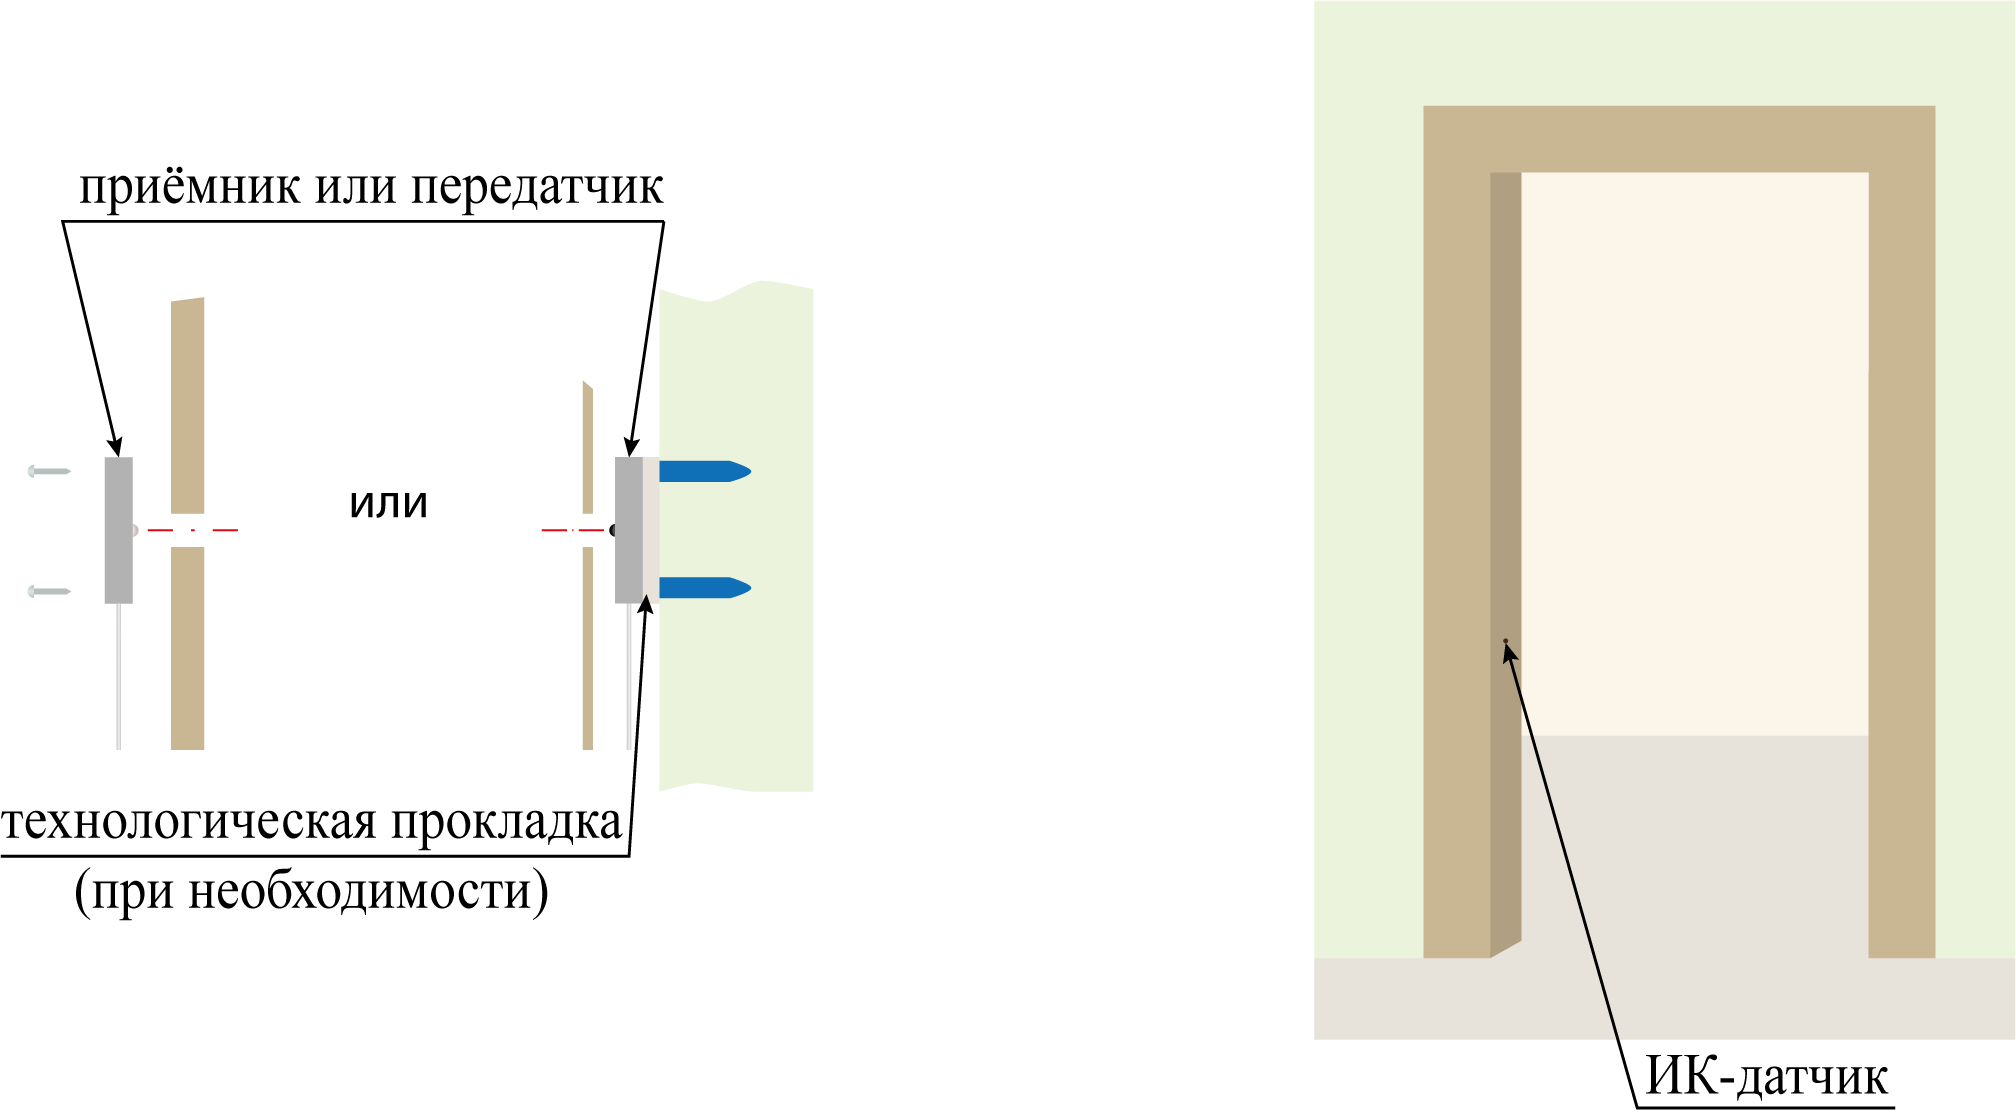 приёмник или передатчик
или
технологическая прокладка
(при необходимости)
ИК-датчик